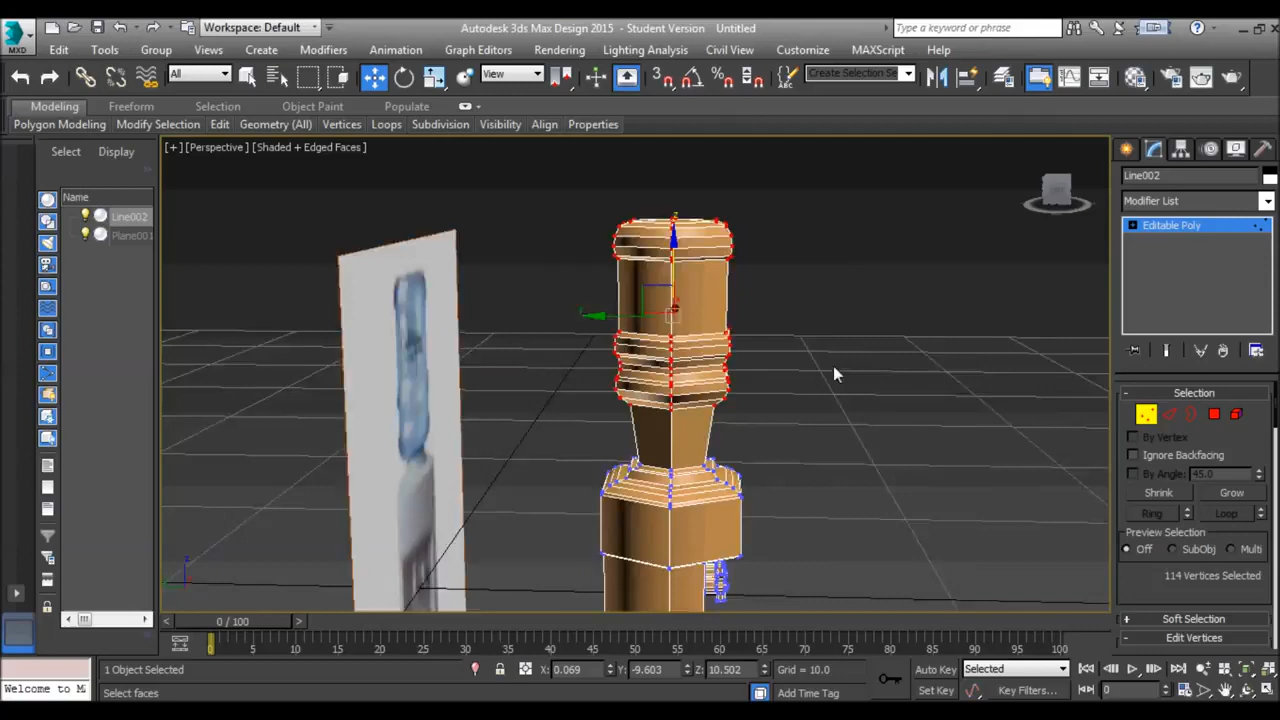 MXD Workspace: Default Autodesk 3ds Max Design 2015 - Student Version Untitled Type a keyword or phrase
Edit Tools Group Views Create Modifiers Animation Graph Editors Rendering Lighting Analysis Civil View Customize MAXScript Help
All View Create Selection Se
Modeling Freeform Selection Object Paint Populate
Polygon Modeling Modify Selection Edit Geometry (All) Vertices Loops Subdivision Visibility Align Properties
Select Display
[+] [Perspective] [Shaded + Edged Faces]
Name
Line002
Plane001
Line002
Modifier List
Editable Poly
- Selection
By Vertex
Ignore Backfacing
By Angle: 45.0
Shrink Grow
Ring Loop
Preview Selection
Off SubObj Multi
114 Vertices Selected
+ Soft Selection
- Edit Vertices
< 0 / 100 >
0 5 10 15 20 25 30 35 40 45 50 55 60 65 70 75 80 85 90 95 100
1 Object Selected X: 0.069 Y: -9.603 Z: 10.502 Grid = 10.0 Auto Key Selected
Welcome to Ma Select faces Add Time Tag Set Key Key Filters... 0